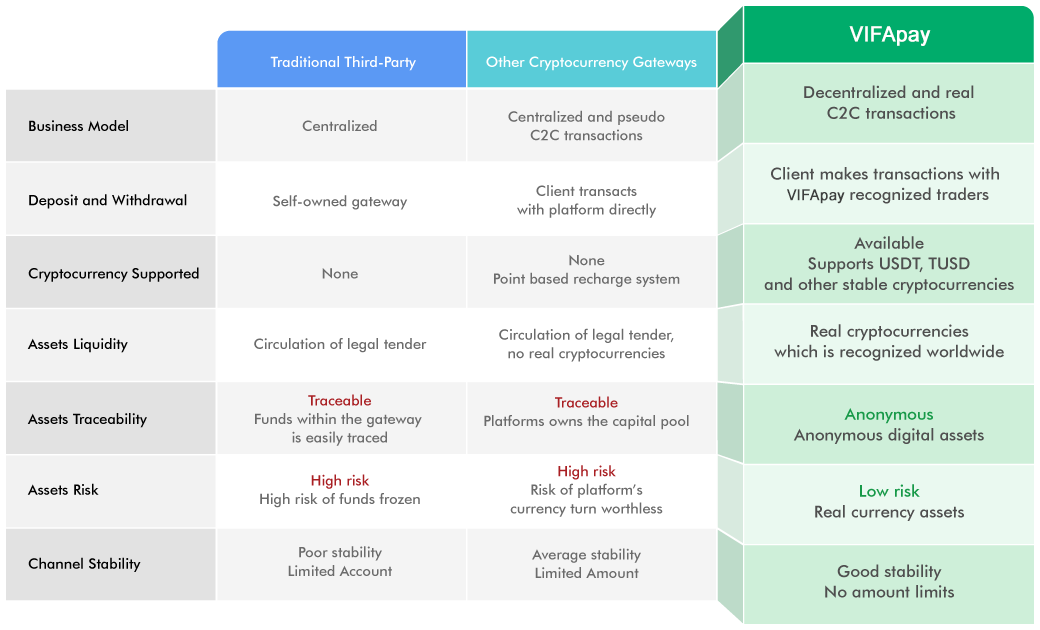 VIFApay
Traditional Third-Party
Other Cryptocurrency Gateways
Business Model
Centralized
Centralized and pseudo
C2C transactions
Decentralized and real
C2C transactions
Deposit and Withdrawal
Self-owned gateway
Client transacts
with platform directly
Client makes transactions with
VIFApay recognized traders
Cryptocurrency Supported
None
None
Point based recharge system
Available
Supports USDT, TUSD
and other stable cryptocurrencies
Assets Liquidity
Circulation of legal tender
Circulation of legal tender,
no real cryptocurrencies
Real cryptocurrencies
which is recognized worldwide
Assets Traceability
Traceable
Funds within the gateway
is easily traced
Traceable
Platforms owns the capital pool
Anonymous
Anonymous digital assets
Assets Risk
High risk
High risk of funds frozen
High risk
Risk of platform's
currency turn worthless
Low risk
Real currency assets
Channel Stability
Poor stability
Limited Account
Average stability
Limited Amount
Good stability
No amount limits